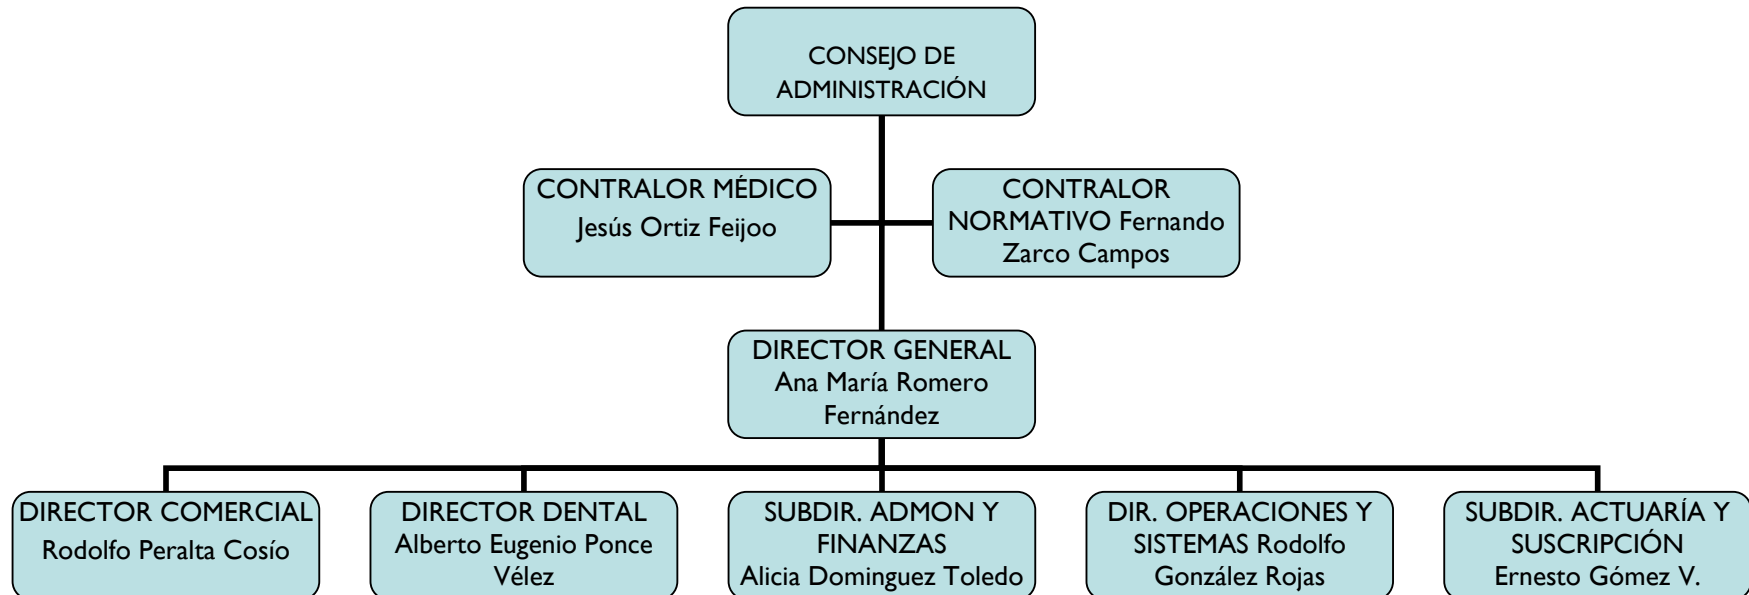 CONSEJO DE
ADMINISTRACIÓN
CONTRALOR MÉDICO
Jesús Ortiz Feijoo
CONTRALOR
NORMATIVO Fernando
Zarco Campos
DIRECTOR GENERAL
Ana María Romero
Fernández
DIRECTOR COMERCIAL
Rodolfo Peralta Cosío
DIRECTOR DENTAL
Alberto Eugenio Ponce
Vélez
SUBDIR. ADMON Y
FINANZAS
Alicia Dominguez Toledo
DIR. OPERACIONES Y
SISTEMAS Rodolfo
González Rojas
SUBDIR. ACTUARÍA Y
SUSCRIPCIÓN
Ernesto Gómez V.